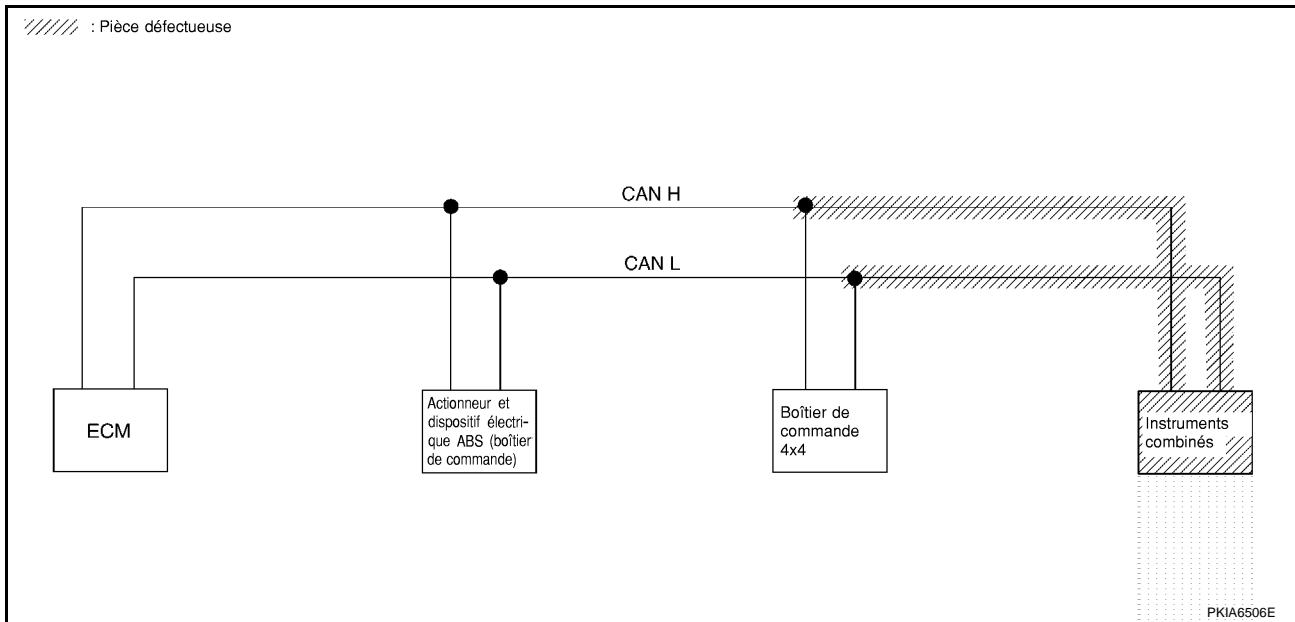 : Pièce défectueuse
CAN H
CAN L
ECM
Actionneur et
dispositif électri-
que ABS (boîtier
de commande)
Boîtier de
commande
4x4
Instruments
combinés
PKIA6506E